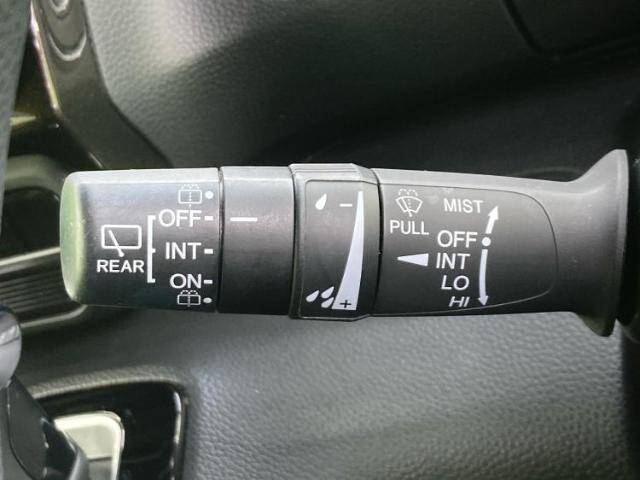 REAR
OFF
INT
ON
−
+
PULL
MIST
OFF
INT
LO
HI